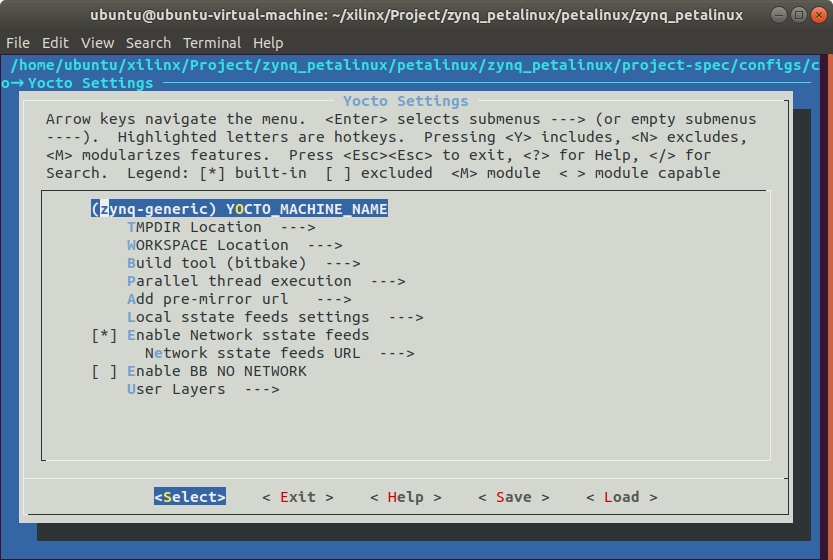 ubuntu@ubuntu-virtual-machine: ~/xilinx/Project/zynq_petalinux/petalinux/zynq_petalinux
File Edit View Search Terminal Help
/home/ubuntu/xilinx/Project/zynq_petalinux/petalinux/zynq_petalinux/project-spec/configs/c
o→Yocto Settings
Yocto Settings
Arrow keys navigate the menu. <Enter> selects submenus ---> (or empty submenus
----). Highlighted letters are hotkeys. Pressing <Y> includes, <N> excludes,
<M> modularizes features. Press <Esc><Esc> to exit, <?> for Help, </> for
Search. Legend: [*] built-in [ ] excluded <M> module < > module capable
(zynq-generic) YOCTO_MACHINE_NAME
TMPDIR Location --->
WORKSPACE Location --->
Build tool (bitbake) --->
Parallel thread execution --->
Add pre-mirror url --->
Local sstate feeds settings --->
[*] Enable Network sstate feeds
Network sstate feeds URL --->
[ ] Enable BB NO NETWORK
User Layers --->
<Select> < Exit > < Help > < Save > < Load >